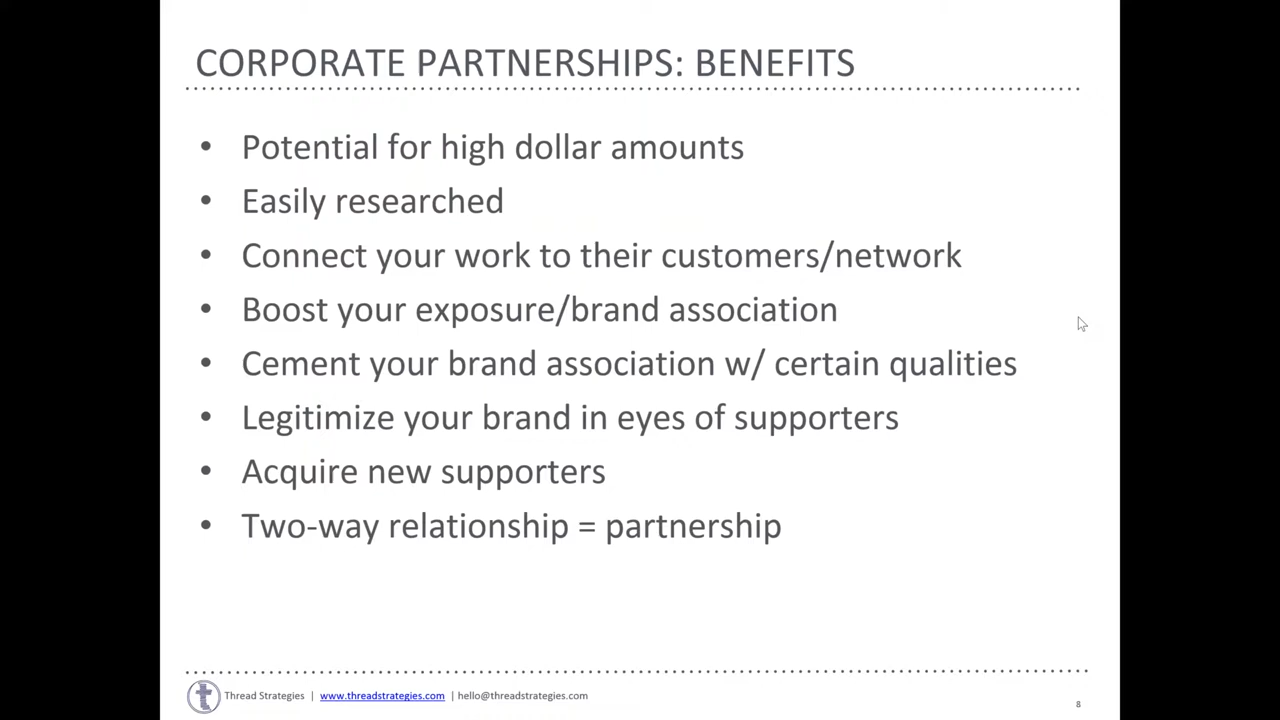 CORPORATE PARTNERSHIPS: BENEFITS
• Potential for high dollar amounts
• Easily researched
• Connect your work to their customers/network
• Boost your exposure/brand association
• Cement your brand association w/ certain qualities
• Legitimize your brand in eyes of supporters
• Acquire new supporters
• Two-way relationship = partnership
t Thread Strategies | www.threadstrategies.com | hello@threadstrategies.com
8